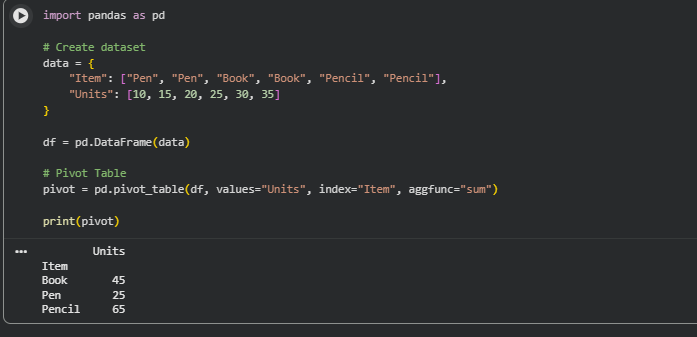 import pandas as pd
# Create dataset
data = {
    "Item": ["Pen", "Pen", "Book", "Book", "Pencil", "Pencil"],
    "Units": [10, 15, 20, 25, 30, 35]
}
df = pd.DataFrame(data)
# Pivot Table
pivot = pd.pivot_table(df, values="Units", index="Item", aggfunc="sum")
print(pivot)
        Units
Item
Book       45
Pen        25
Pencil     65